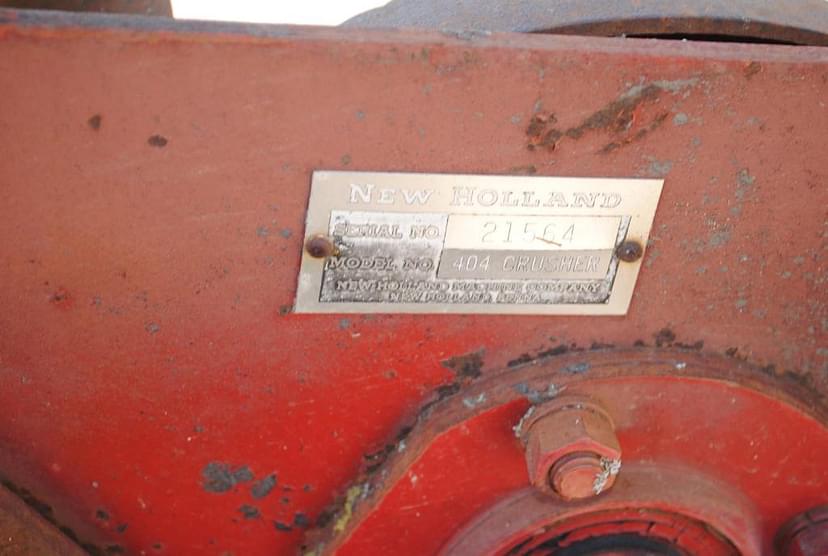 NEW HOLLAND
SERIAL NO. 21564
MODEL NO. 404 CRUSHER
NEW HOLLAND MACHINE COMPANY
NEW HOLLAND, PENNA.